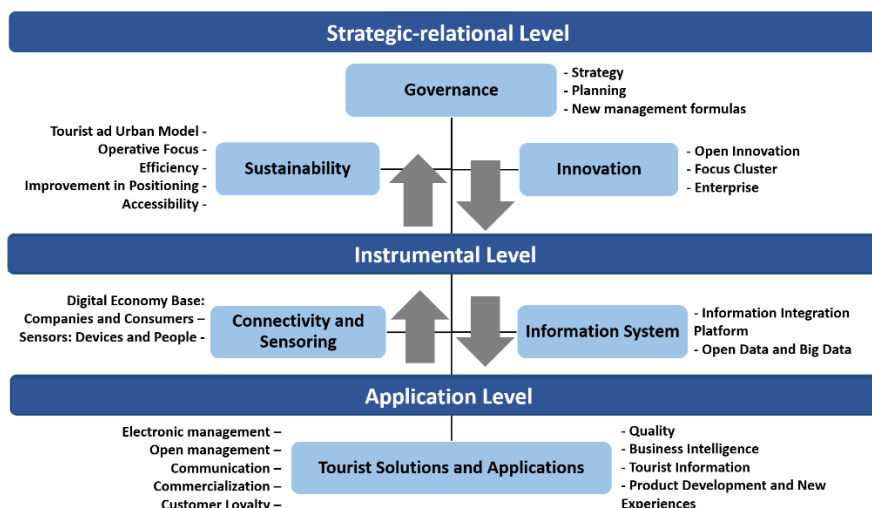 Strategic-relational Level
Governance
- Strategy
- Planning
- New management formulas
Tourist ad Urban Model -
Operative Focus -
Efficiency -
Improvement in Positioning -
Accessibility -
Sustainability
Innovation
- Open Innovation
- Focus Cluster
- Enterprise
Instrumental Level
Digital Economy Base:
Companies and Consumers –
Sensors: Devices and People -
Connectivity and
Sensoring
Information System
- Information Integration
Platform
- Open Data and Big Data
Application Level
Electronic management –
Open management –
Communication –
Commercialization –
Customer Loyalty –
Tourist Solutions and Applications
- Quality
- Business Intelligence
- Tourist Information
- Product Development and New
Experiences